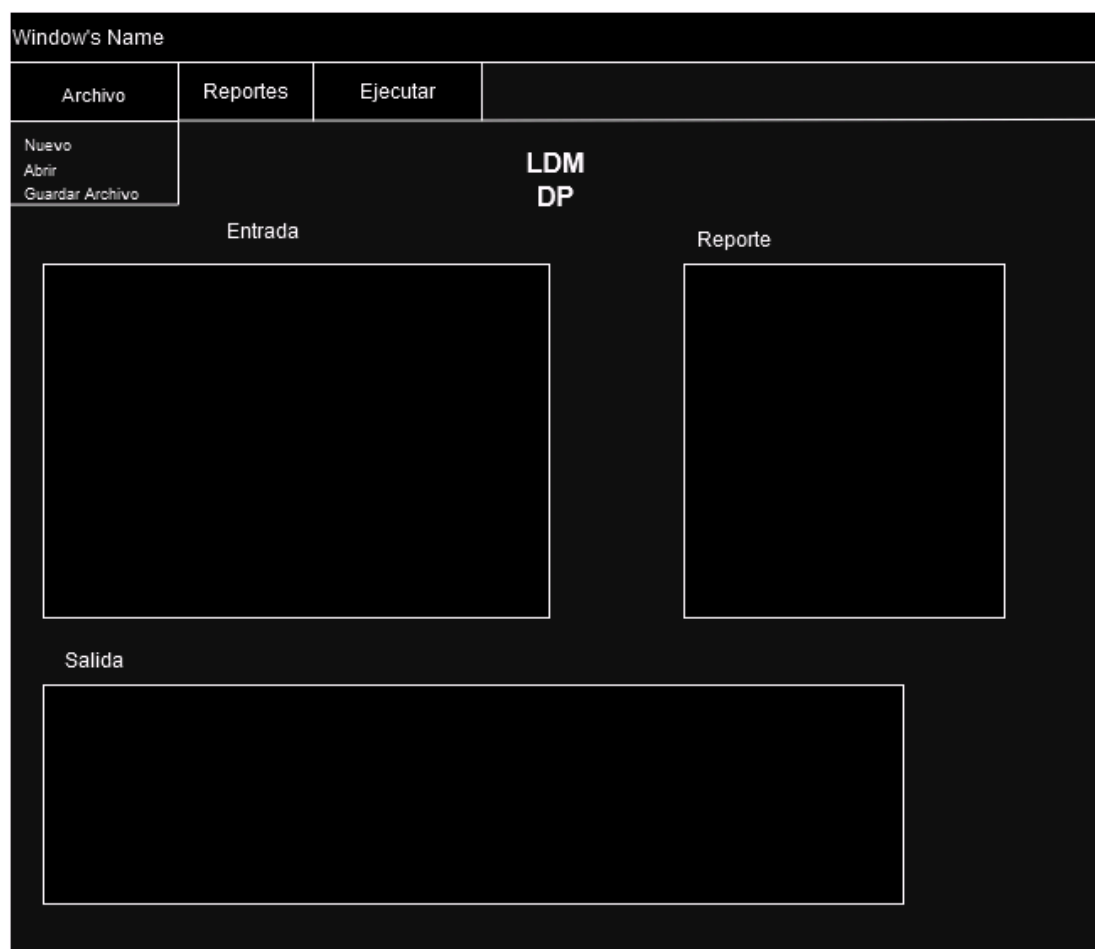 Window's Name
Archivo Reportes Ejecutar
Nuevo
Abrir
Guardar Archivo
LDM
DP
Entrada
Reporte
Salida